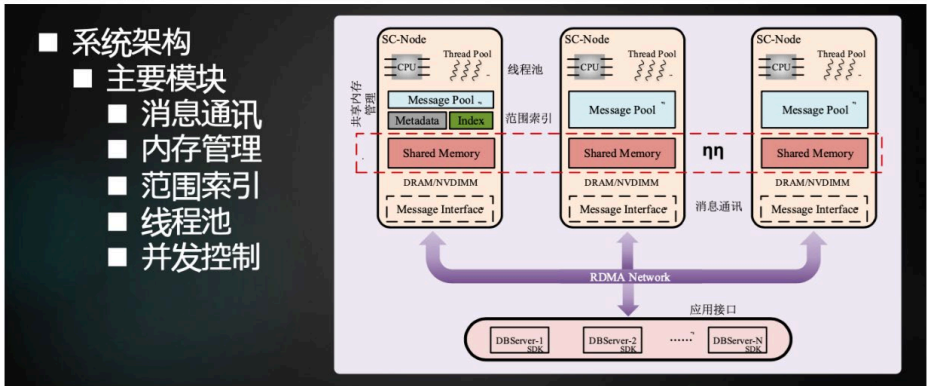 ■ 系统架构
■ 主要模块
■ 消息通讯
■ 内存管理
■ 范围索引
■ 线程池
■ 并发控制
SC-Node
CPU
Thread Pool
Message Pool
Metadata
Index
Shared Memory
DRAM/NVDIMM
Message Interface
共享内存
管理
线程池
范围索引
SC-Node
CPU
Thread Pool
Message Pool
Shared Memory
DRAM/NVDIMM
Message Interface
ηη
消息通讯
SC-Node
CPU
Thread Pool
Message Pool
Shared Memory
DRAM/NVDIMM
Message Interface
RDMA Network
应用接口
DBServer-1
SDK
DBServer-2
SDK
······
DBServer-N
SDK